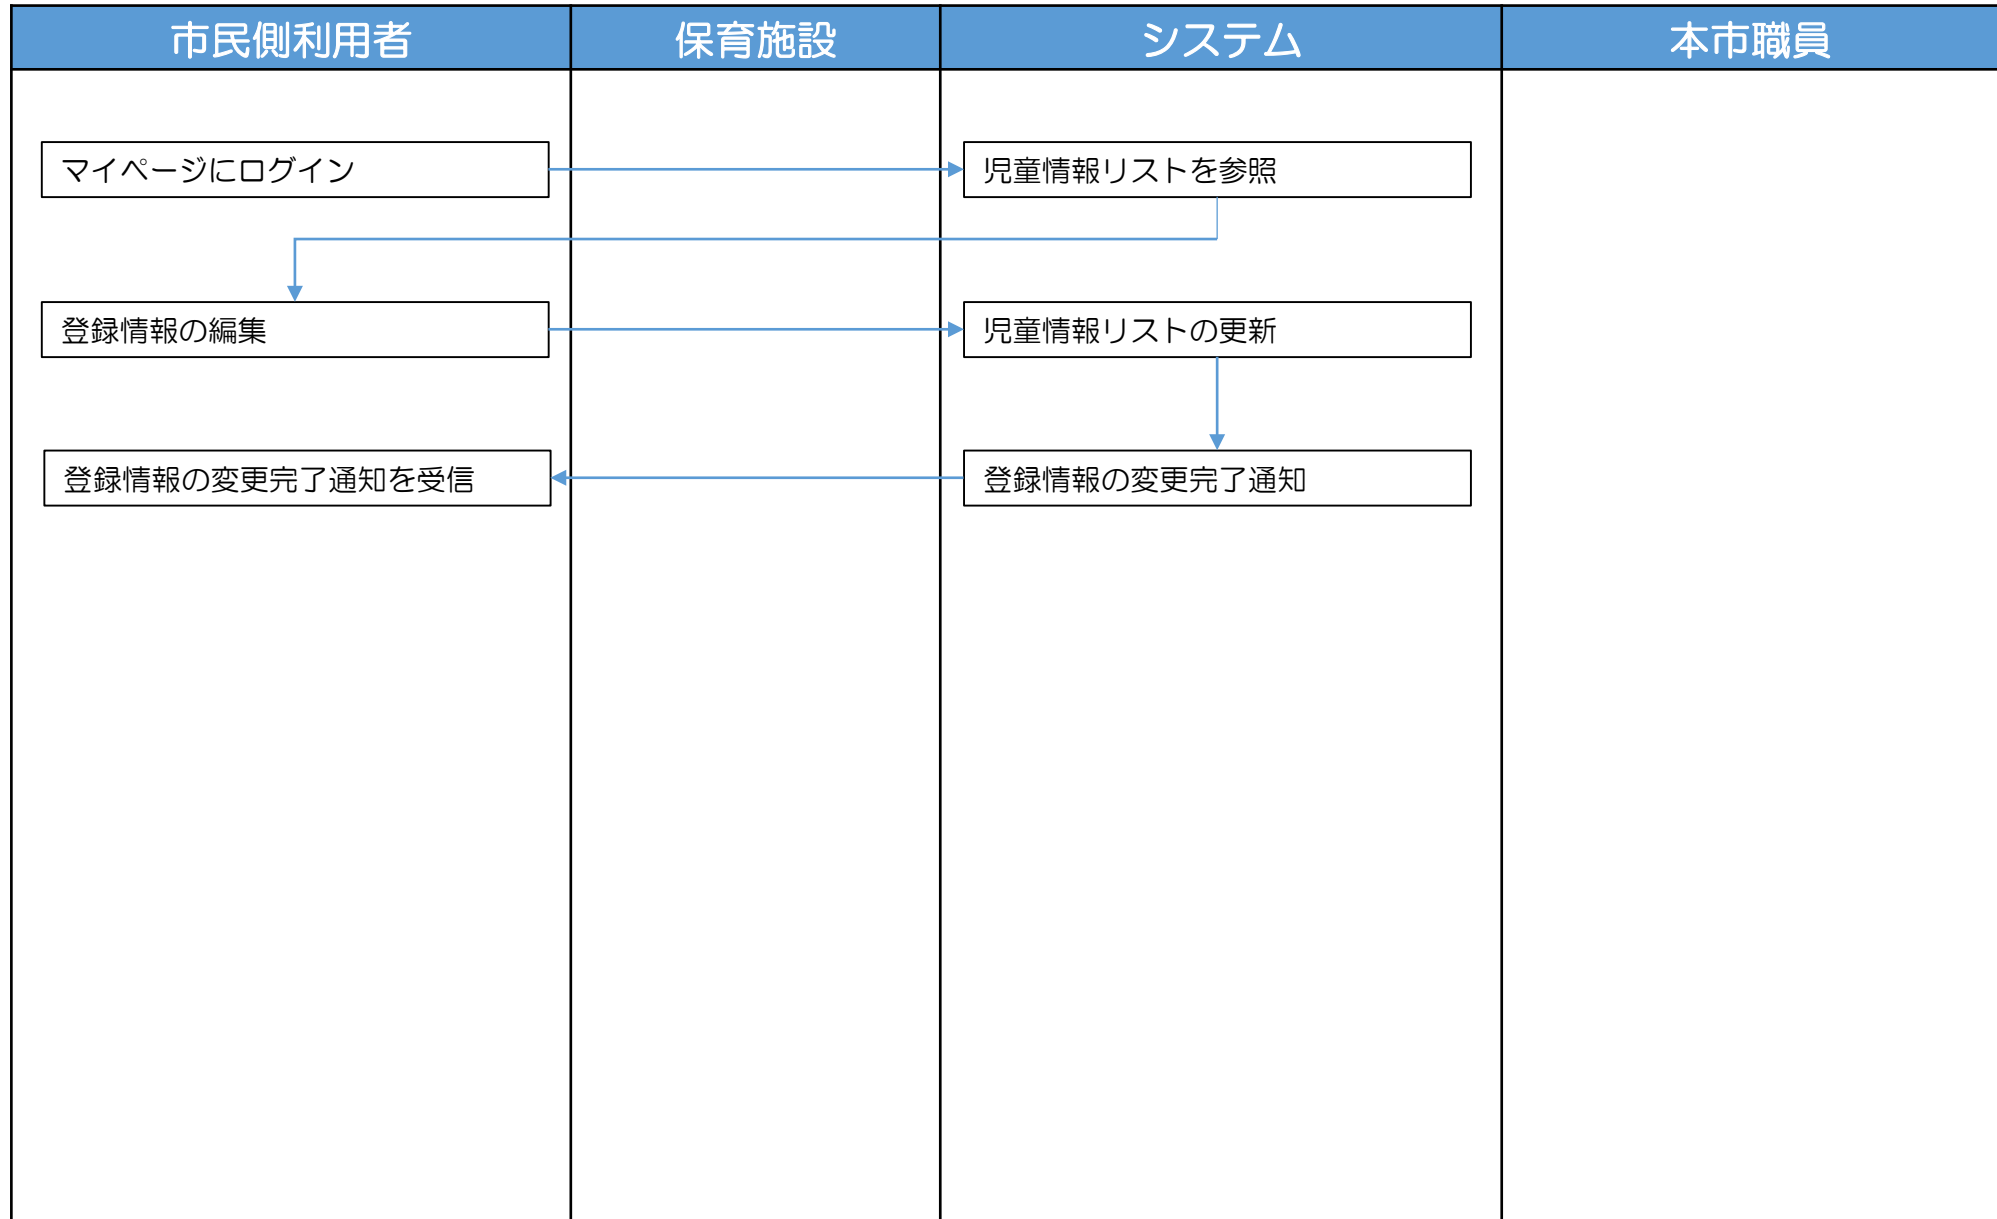 市民側利用者
保育施設
システム
本市職員
マイページにログイン
児童情報リストを参照
登録情報の編集
児童情報リストの更新
登録情報の変更完了通知を受信
登録情報の変更完了通知